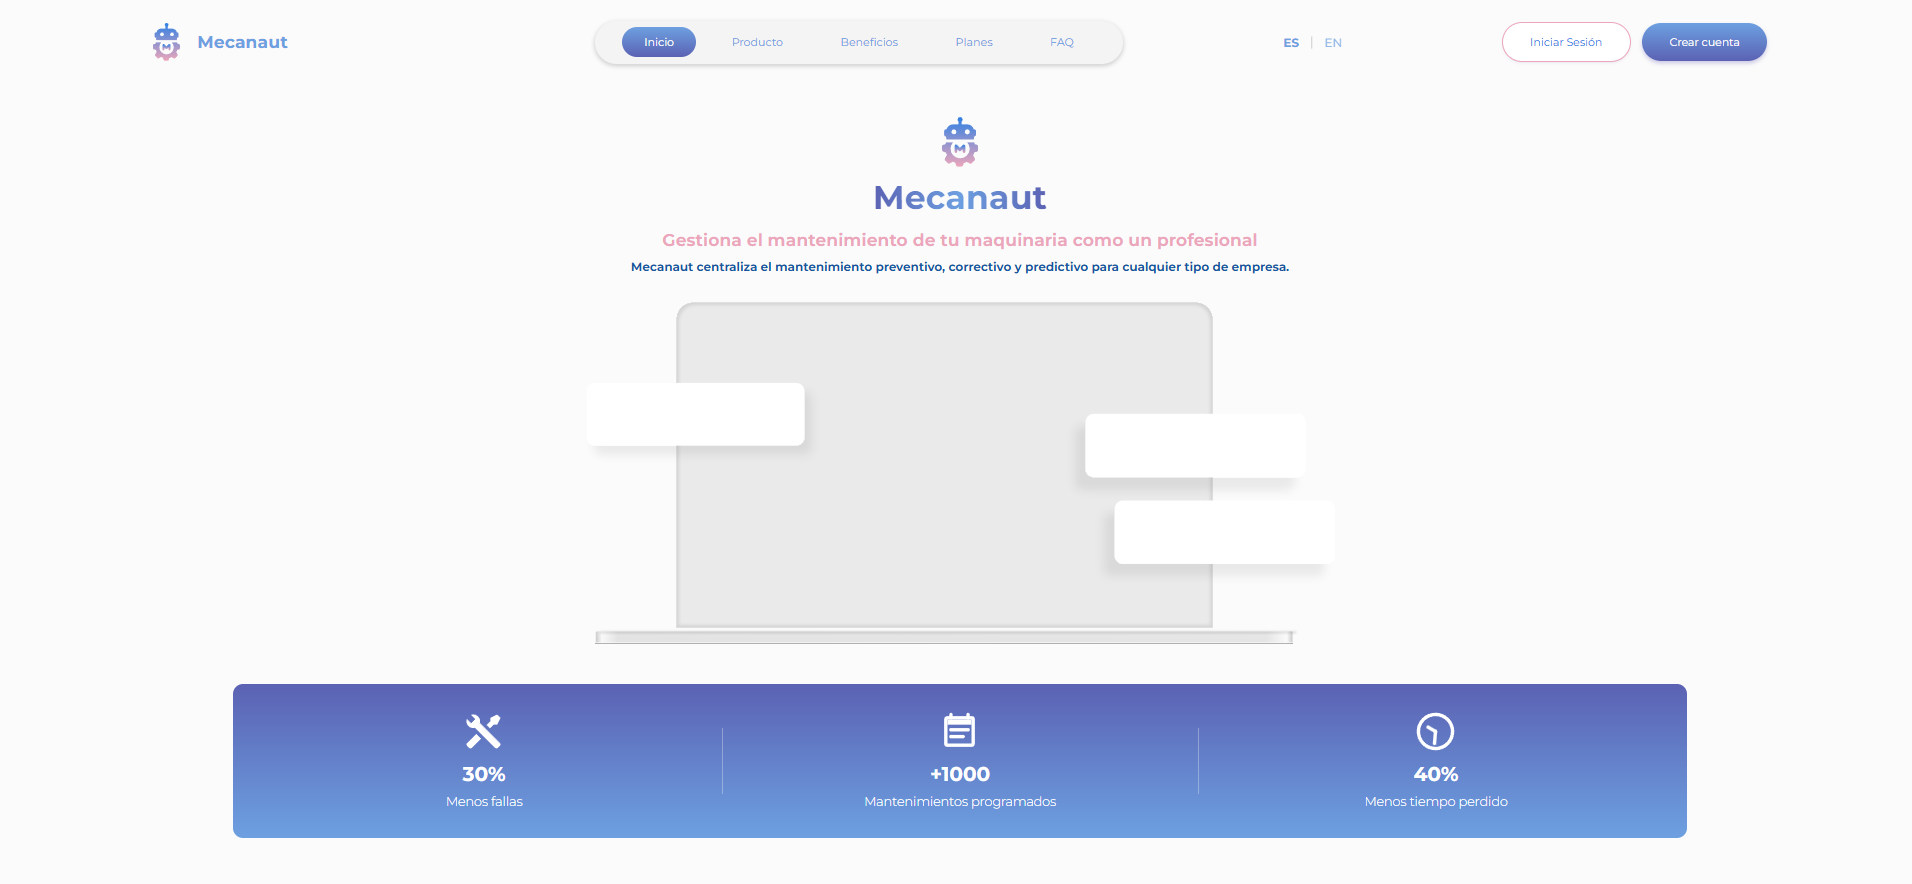 Mecanaut
Inicio
Producto
Beneficios
Planes
FAQ
ES | EN
Iniciar Sesión
Crear cuenta
M
Mecanaut
Gestiona el mantenimiento de tu maquinaria como un profesional
Mecanaut centraliza el mantenimiento preventivo, correctivo y predictivo para cualquier tipo de empresa.
30%
Menos fallas
+1000
Mantenimientos programados
40%
Menos tiempo perdido